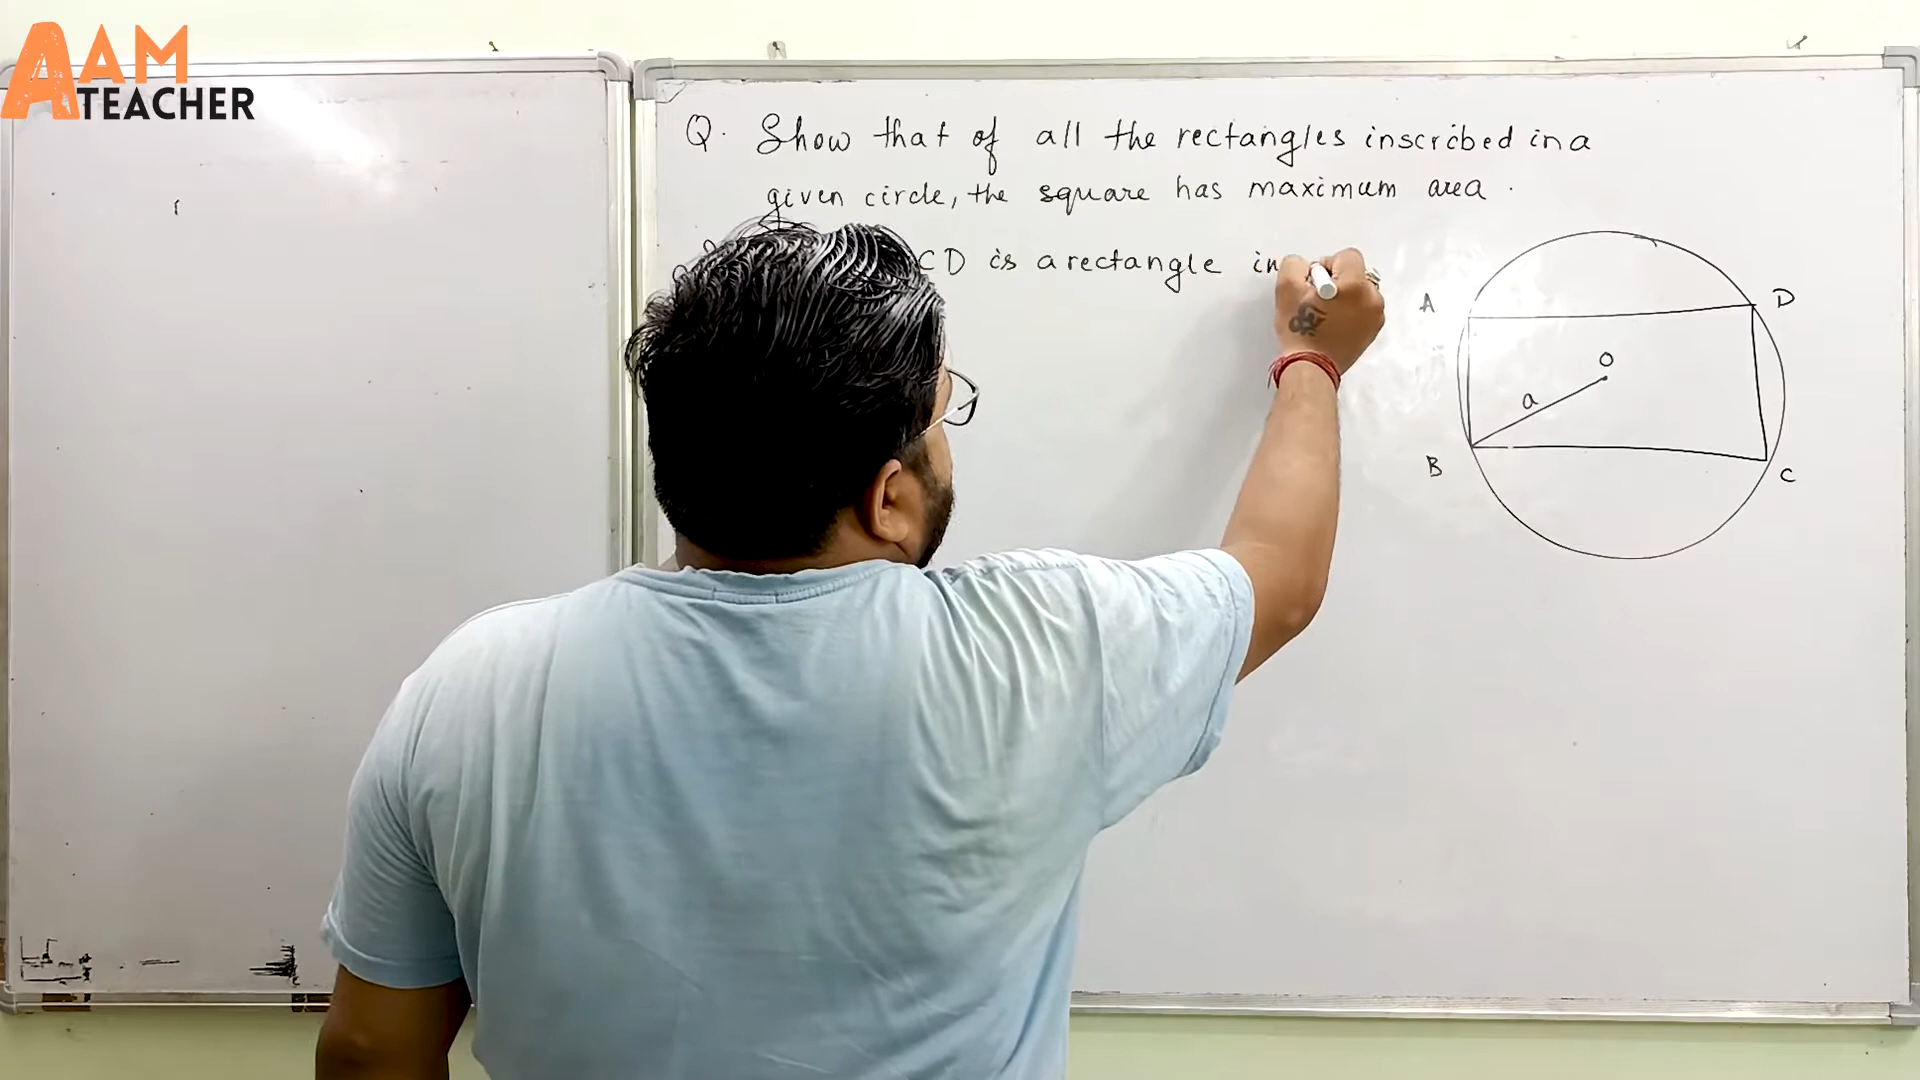 AAM
TEACHER
Q. Show that of all the rectangles inscribed in a
given circle, the square has maximum area.
CD is a rectangle in
A
D
O
a
B
C